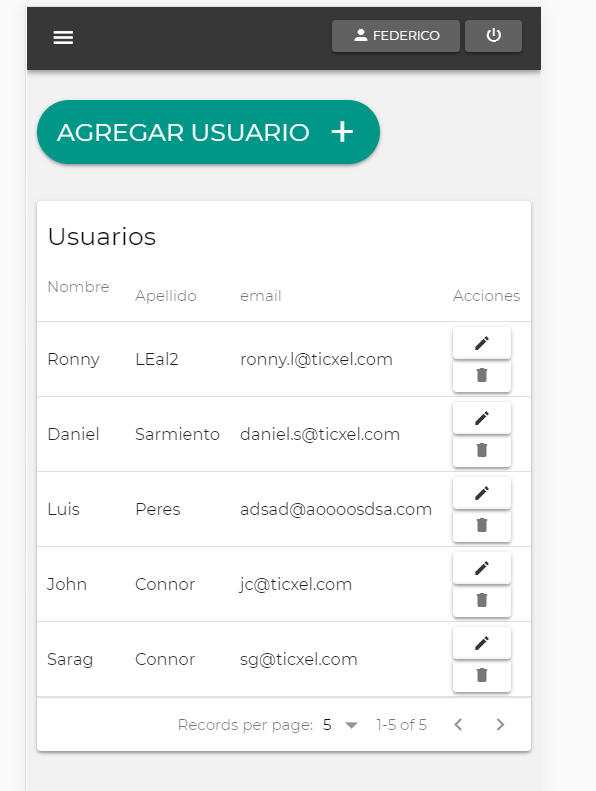 FEDERICO
AGREGAR USUARIO
Usuarios
Nombre Apellido email Acciones
Ronny LEal2 ronny.l@ticxel.com
Daniel Sarmiento daniel.s@ticxel.com
Luis Peres adsad@aoooosdsa.com
John Connor jc@ticxel.com
Sarag Connor sg@ticxel.com
Records per page: 5 1-5 of 5